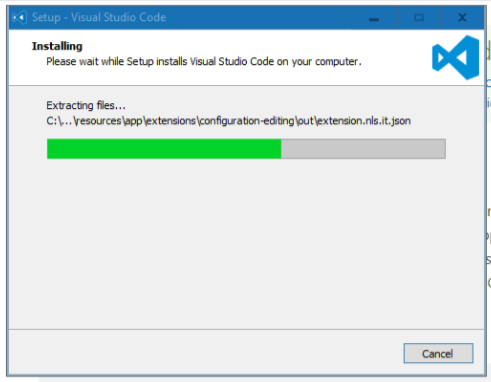 Setup - Visual Studio Code
Installing
Please wait while Setup installs Visual Studio Code on your computer.
Extracting files...
C:\...\resources\app\extensions\configuration-editing\out\extension.nls.it.json
Cancel